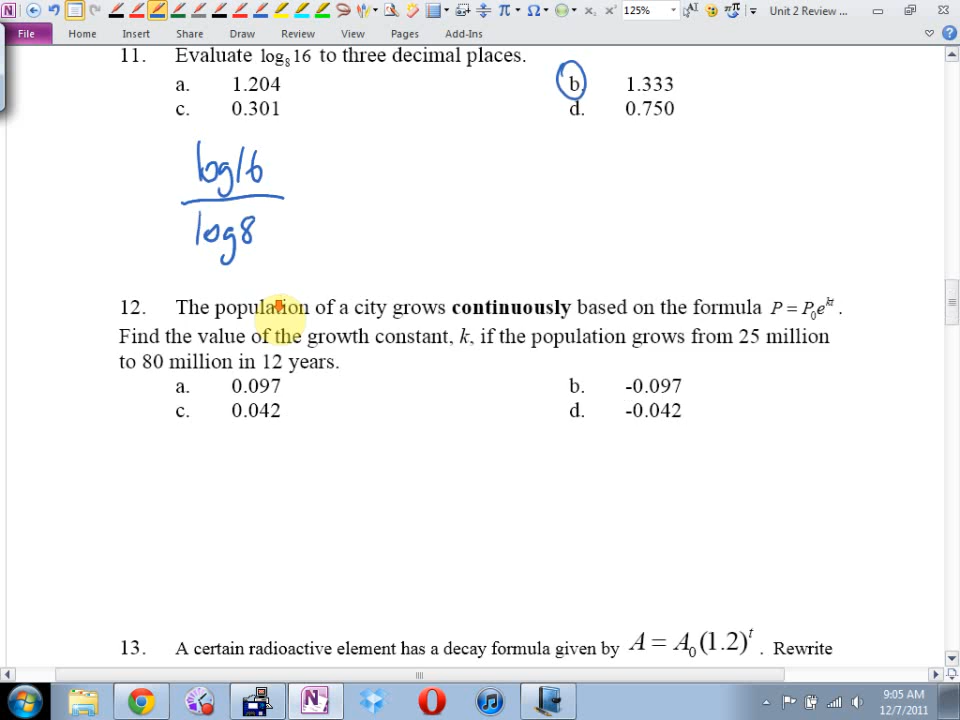 125% Unit 2 Review ...
File Home Insert Share Draw Review View Pages Add-Ins
11. Evaluate log₈16 to three decimal places.
a. 1.204 b. 1.333
c. 0.301 d. 0.750
log16
log8
12. The population of a city grows continuously based on the formula P = P₀eᵏᵗ .
Find the value of the growth constant, k, if the population grows from 25 million
to 80 million in 12 years.
a. 0.097 b. -0.097
c. 0.042 d. -0.042
13. A certain radioactive element has a decay formula given by A = A₀(1.2)ᵗ . Rewrite
9:05 AM
12/7/2011